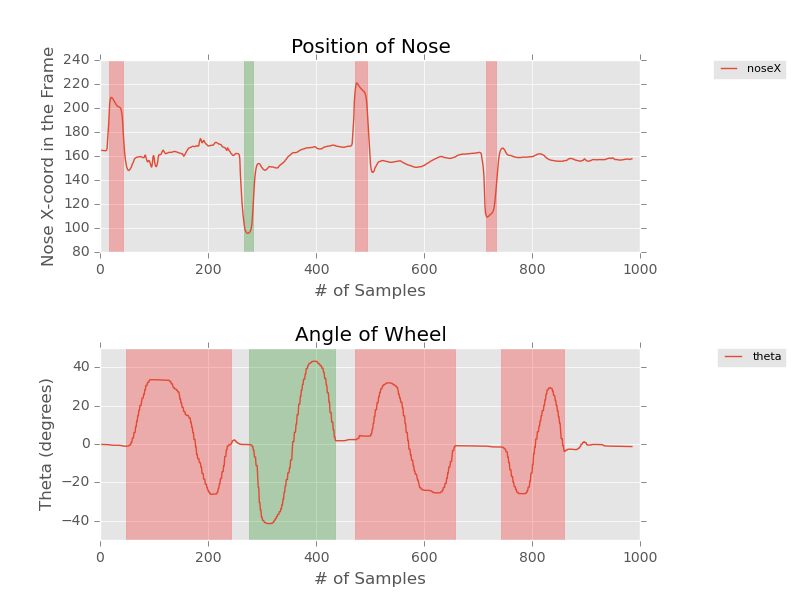 Position of Nose
Nose X-coord in the Frame
240
220
200
180
160
140
120
100
80
0 200 400 600 800 1000
# of Samples
noseX
Angle of Wheel
Theta (degrees)
40
20
0
−20
−40
0 200 400 600 800 1000
# of Samples
theta